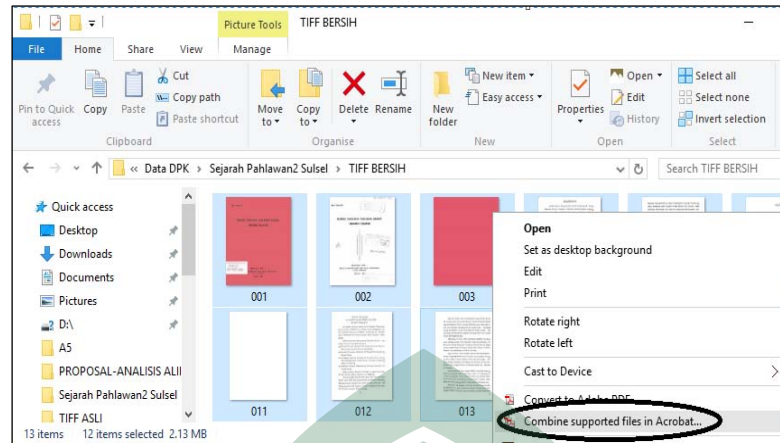 Picture Tools TIFF BERSIH
File Home Share View Manage
Pin to Quick access
Copy
Paste
Cut
Copy path
Paste shortcut
Move to
Copy to
Delete
Rename
New folder
New item
Easy access
Properties
Open
Edit
History
Select all
Select none
Invert selection
Clipboard Organise New Open Select
« Data DPK > Sejarah Pahlawan2 Sulsel > TIFF BERSIH
Search TIFF BERSIH
Quick access
Desktop
Downloads
Documents
Pictures
D:\
A5
PROPOSAL-ANALISIS ALII
Sejarah Pahlawan2 Sulsel
TIFF ASLI
001 002 003
011 012 013
Open
Set as desktop background
Edit
Print
Rotate right
Rotate left
Cast to Device
Convert to Adobe PDF
Combine supported files in Acrobat...
13 items 12 items selected 2.13 MB